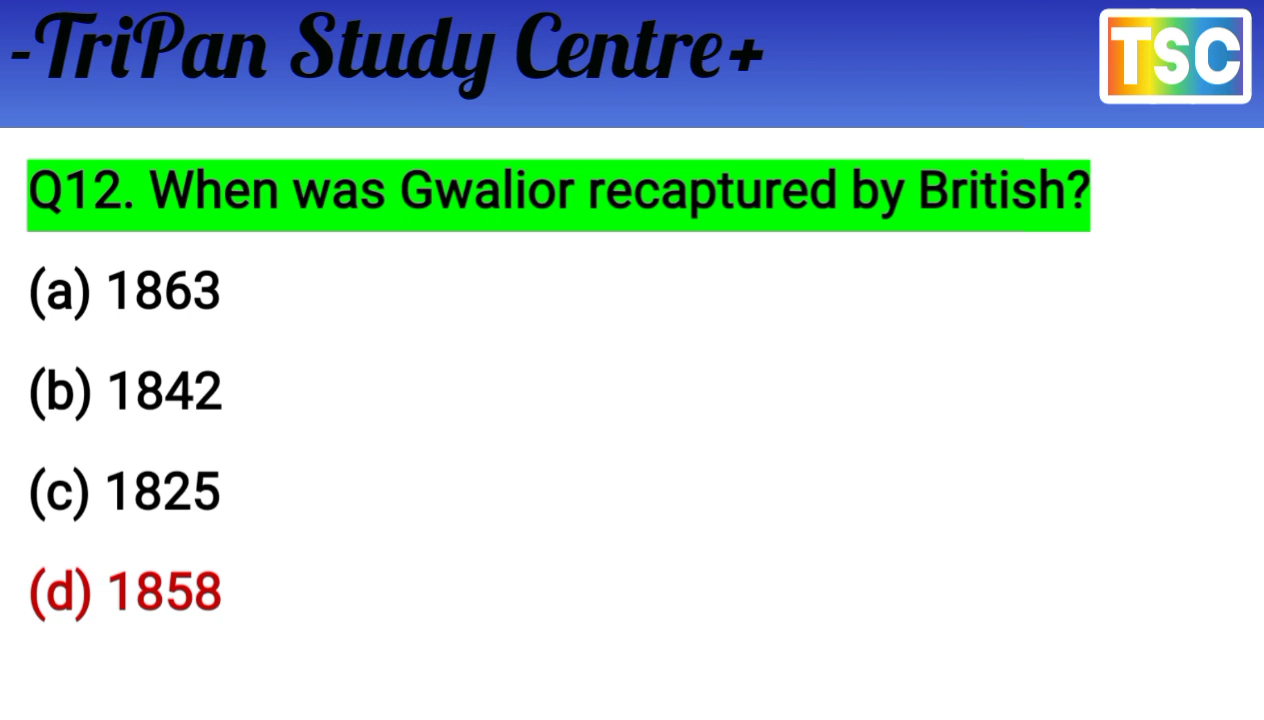 -TriPan Study Centre+
TSC
Q12. When was Gwalior recaptured by British?
(a) 1863
(b) 1842
(c) 1825
(d) 1858